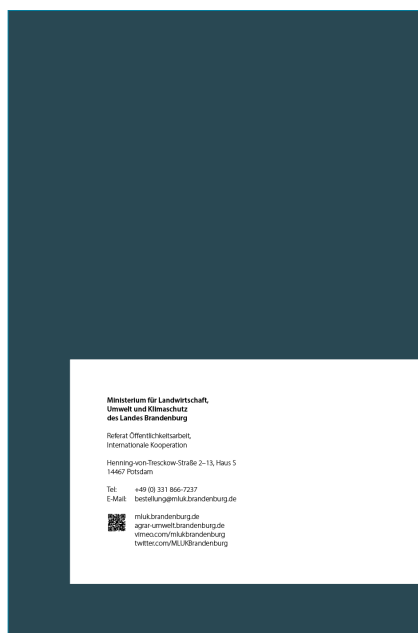 Ministerium für Landwirtschaft,
Umwelt und Klimaschutz
des Landes Brandenburg
Referat Öffentlichkeitsarbeit,
Internationale Kooperation
Henning-von-Tresckow-Straße 2–13, Haus S
14467 Potsdam
Tel: +49 (0) 331 866-7237
E-Mail: bestellung@mluk.brandenburg.de
mluk.brandenburg.de
agrar-umwelt.brandenburg.de
vimeo.com/mlukbrandenburg
twitter.com/MLUKBrandenburg